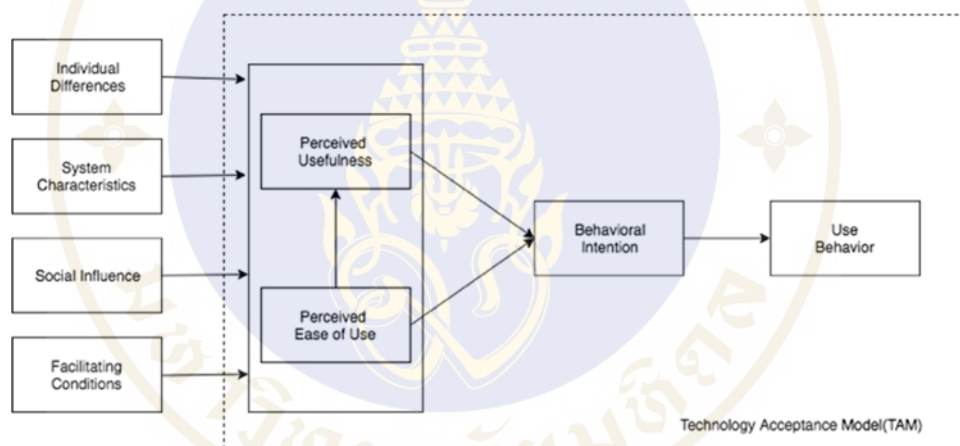 Individual
Differences
System
Characteristics
Social Influence
Facilitating
Conditions
Perceived
Usefulness
Perceived
Ease of Use
Behavioral
Intention
Use
Behavior
Technology Acceptance Model(TAM)